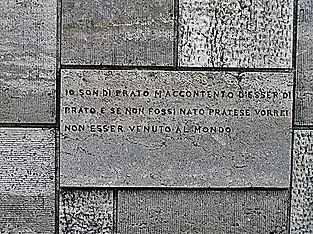 IO SON DI PRATO M'ACCONTENTO D'ESSER DI
PRATO, E SE NON FOSSI NATO PRATESE VORREI
NON ESSER VENUTO AL MONDO